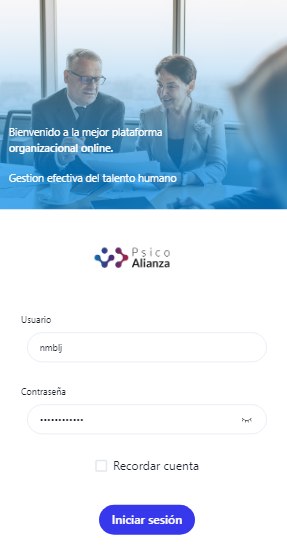 Bienvenido a la mejor plataforma
organizacional online.
Gestion efectiva del talento humano
Psico
Alianza
Usuario
nmblj
Contraseña
••••••••••••
Recordar cuenta
Iniciar sesión